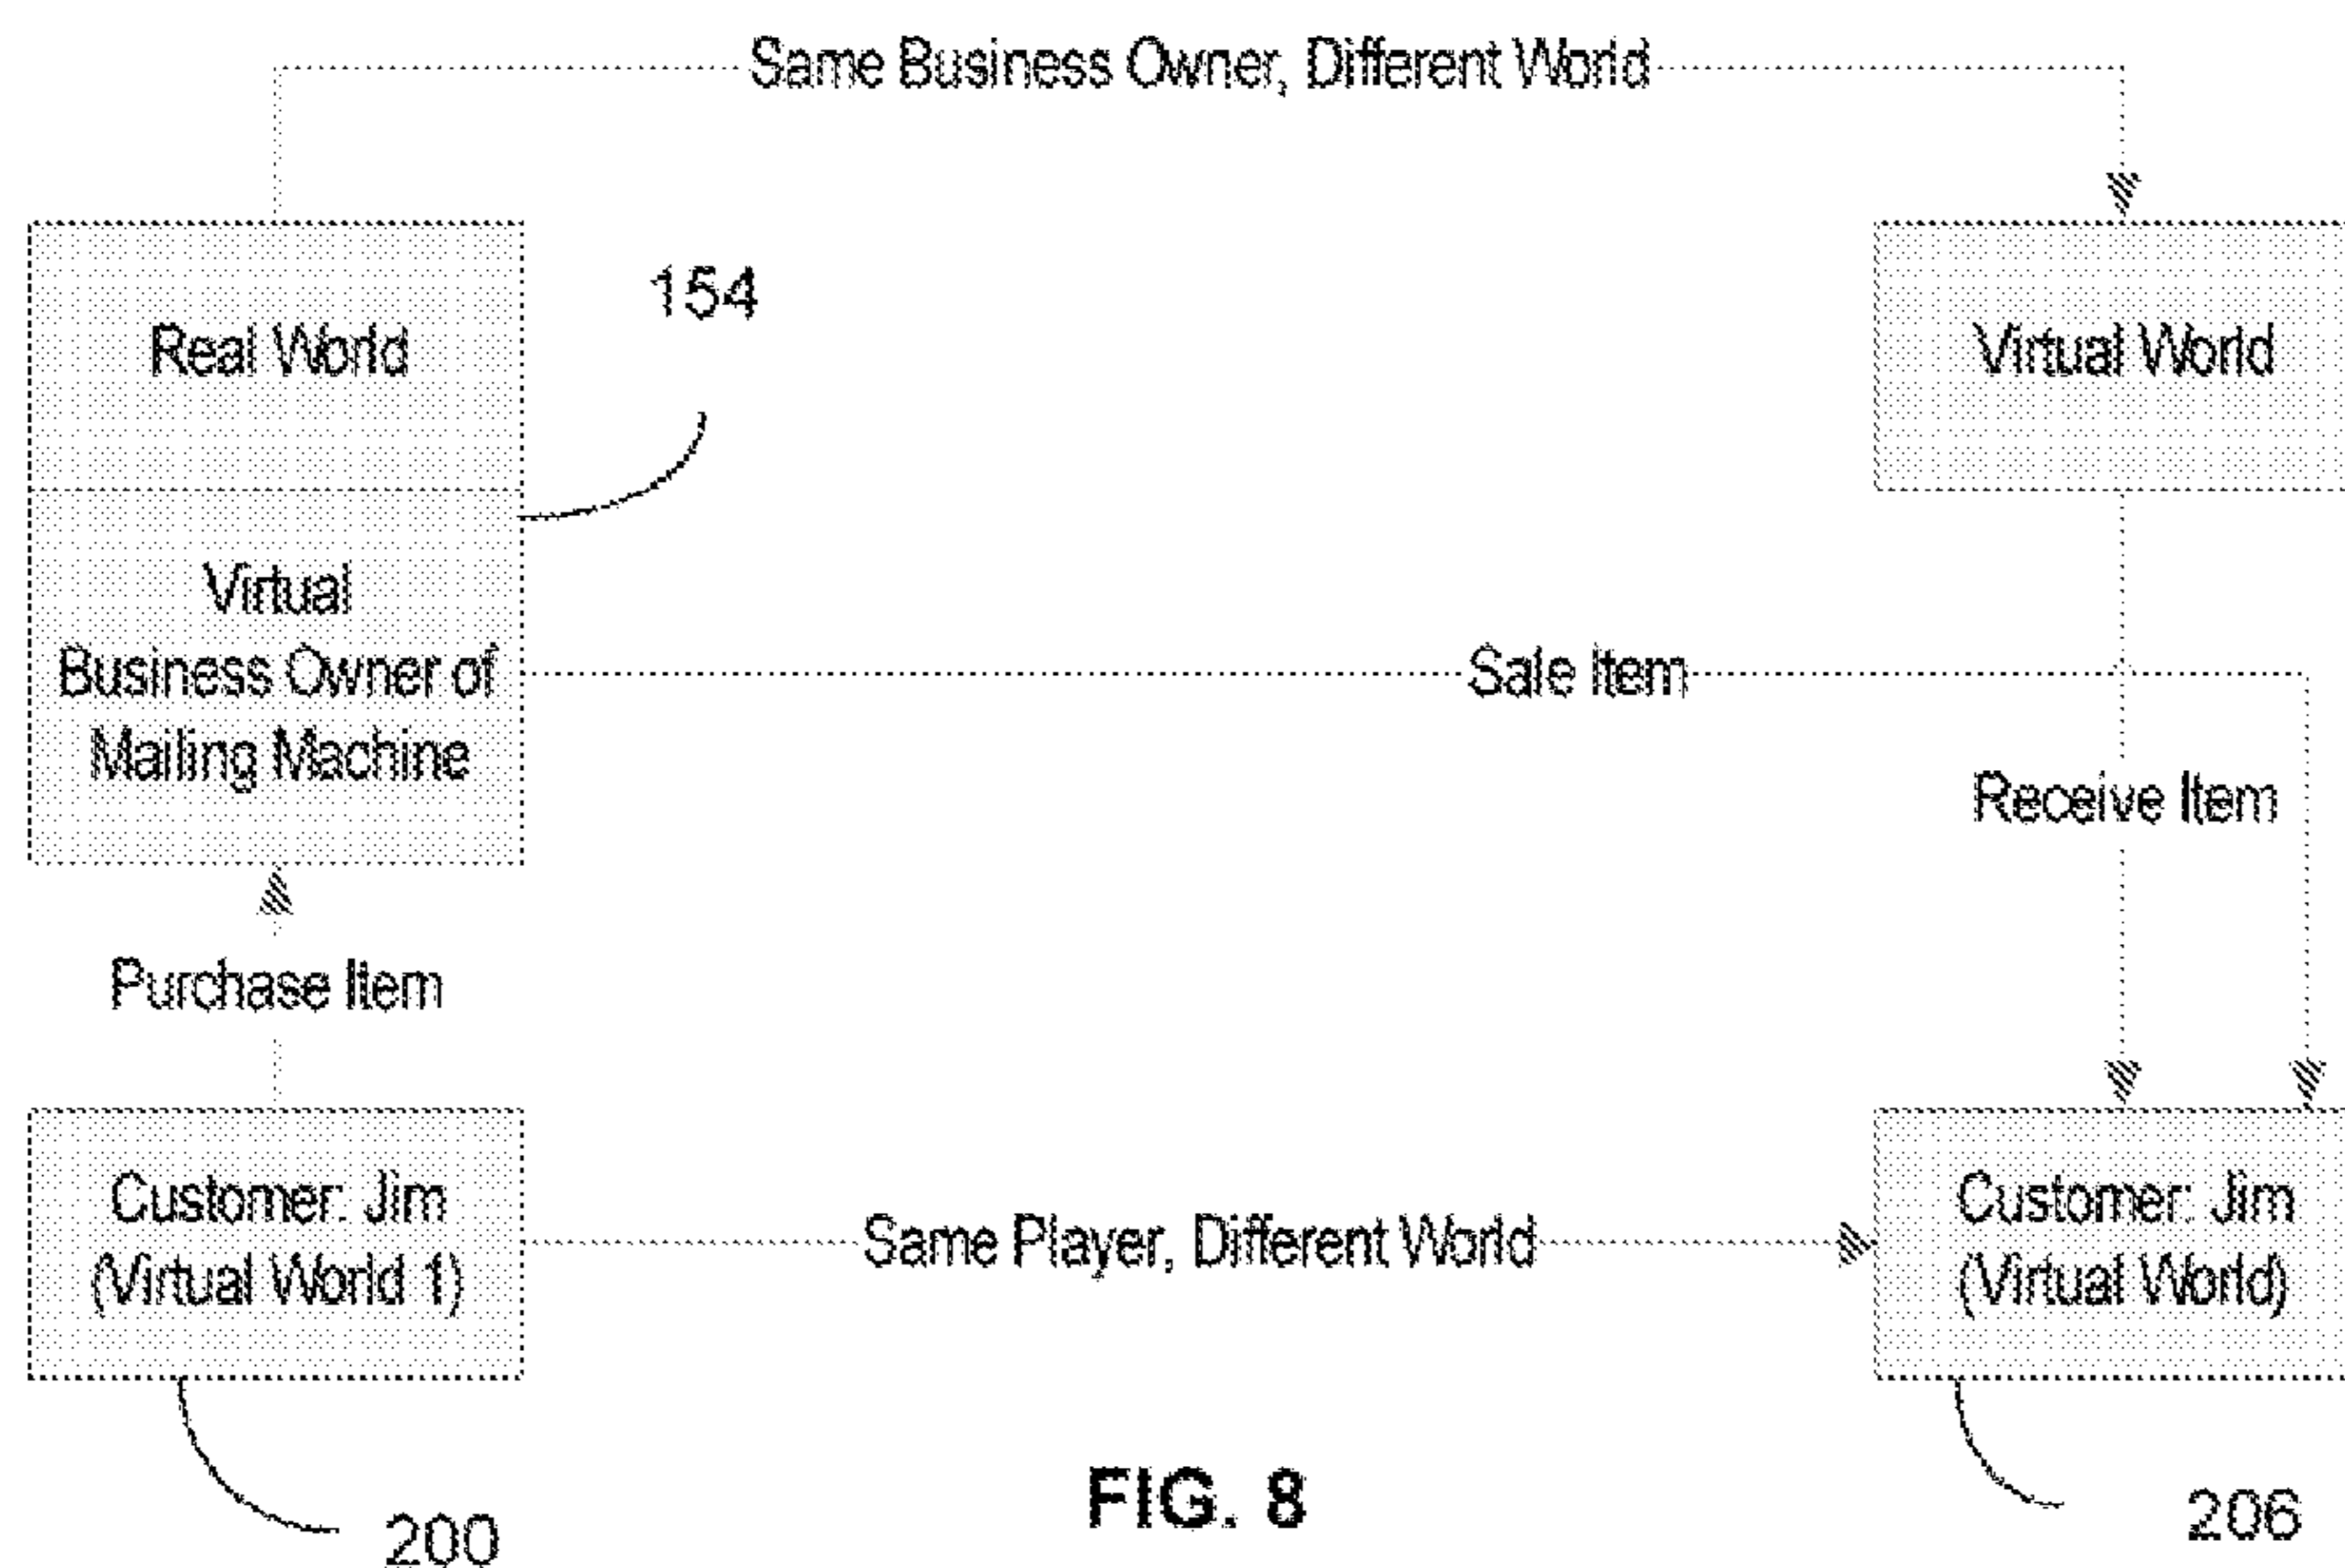 Same Business Owner, Different World
154
Real World
Virtual World
Virtual
Business Owner of
Mailing Machine
Sale Item
Receive Item
Purchase Item
Customer: Jim
(Virtual World 1)
Same Player, Different World
Customer: Jim
(Virtual World)
200
FIG. 8
206